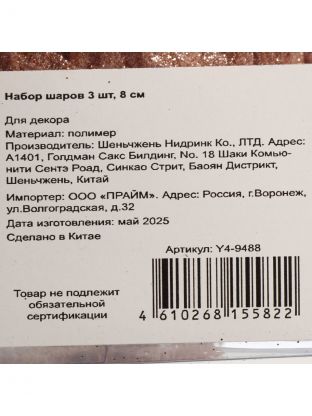 Набор шаров 3 шт, 8 см
Для декора
Материал: полимер
Производитель: Шеньчжень Нидринк Ко., ЛТД. Адрес:
А1401, Голдман Сакс Билдинг, No. 18 Шаки Комью-
нити Сентэ Роад, Синкао Стрит, Баоян Дистрикт,
Шеньчжень, Китай
Импортер: ООО «ПРАЙМ». Адрес: Россия, г.Воронеж,
ул.Волгоградская, д.32
Дата изготовления: май 2025
Сделано в Китае
Артикул: Y4-9488
Товар не подлежит
обязательной
сертификации
4 610268 155822